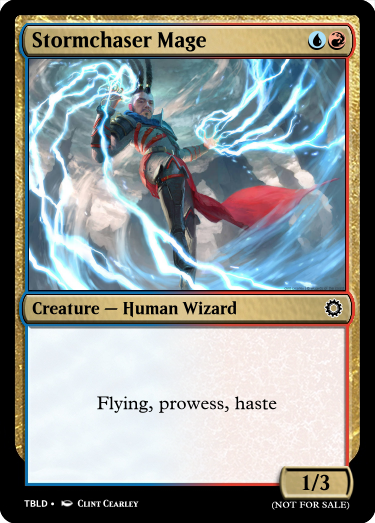 Stormchaser Mage
Creature — Human Wizard
Flying, prowess, haste
1/3
TBLD • Clint Cearley
(NOT FOR SALE)